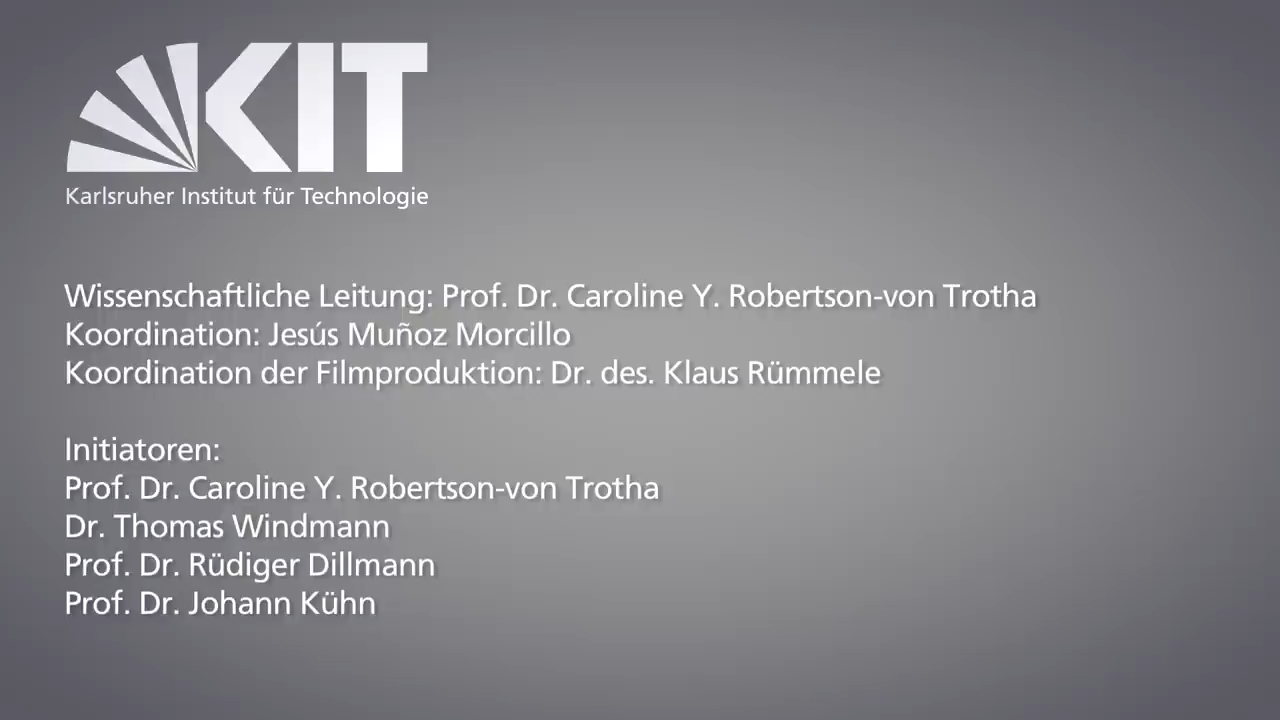 KIT
Karlsruher Institut für Technologie
Wissenschaftliche Leitung: Prof. Dr. Caroline Y. Robertson-von Trotha
Koordination: Jesús Muñoz Morcillo
Koordination der Filmproduktion: Dr. des. Klaus Rümmele
Initiatoren:
Prof. Dr. Caroline Y. Robertson-von Trotha
Dr. Thomas Windmann
Prof. Dr. Rüdiger Dillmann
Prof. Dr. Johann Kühn